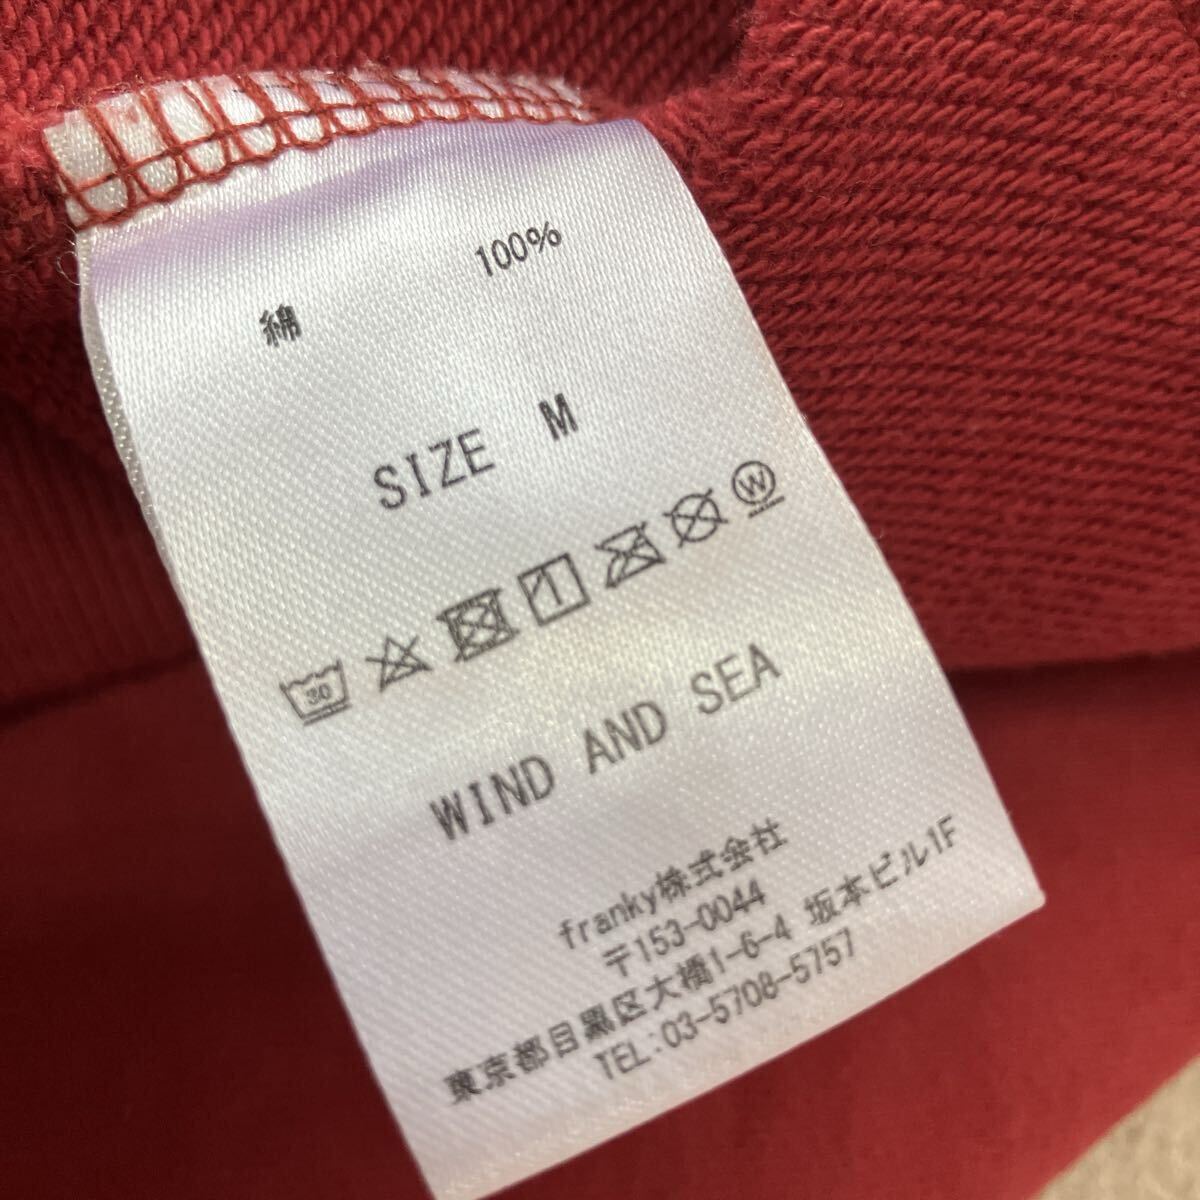 綿 100%
SIZE M
30 W
WIND AND SEA
franky株式会社
〒153-0044
東京都目黒区大橋1-6-4 坂本ビル1F
TEL:03-5708-5757